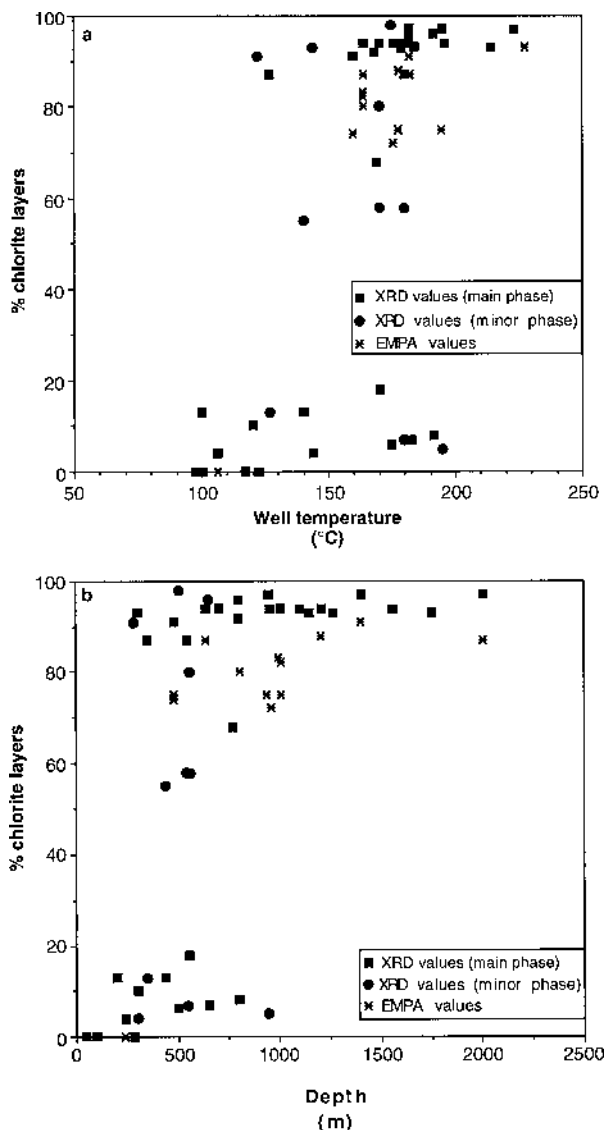 a
100
80
60
40
20
0
% chlorite layers
XRD values (main phase)
XRD values (minor phase)
EMPA values
50 100 150 200 250
Well temperature
(°C)
b
100
80
60
40
20
0
% chlorite layers
XRD values (main phase)
XRD values (minor phase)
EMPA values
0 500 1000 1500 2000 2500
Depth
(m)